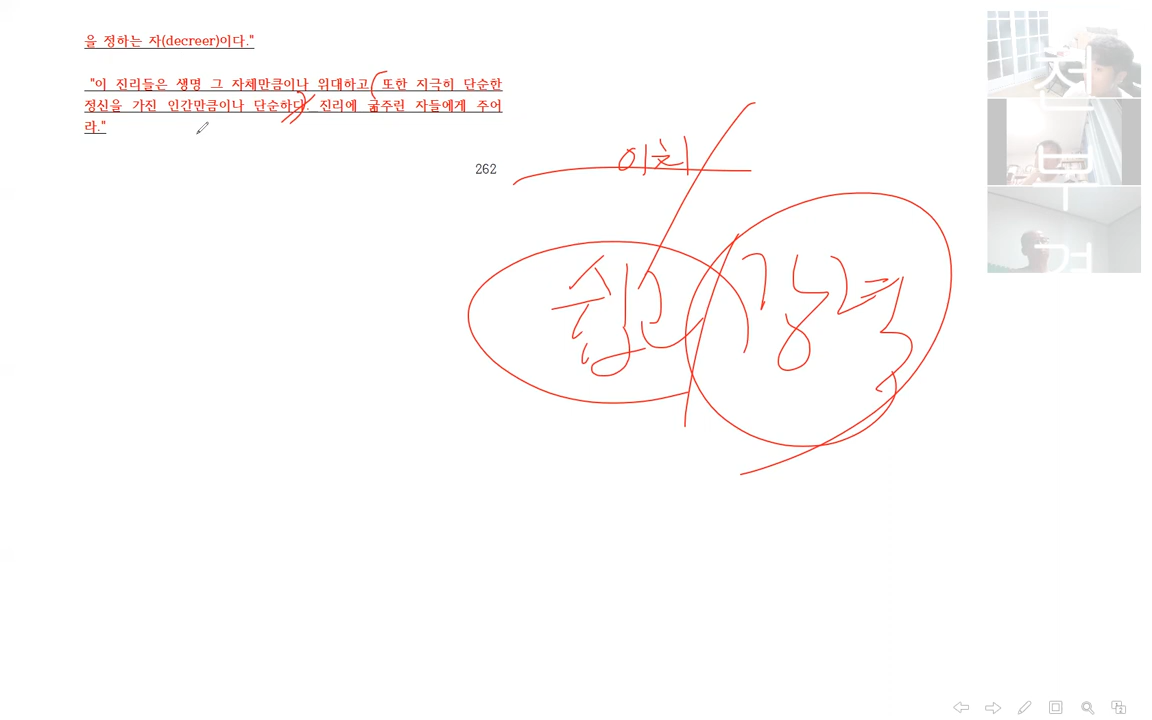 을 정하는 자(decreer)이다."
"이 진리들은 생명 그 자체만큼이나 위대하고 또한 지극히 단순한
정신을 가진 인간만큼이나 단순하다. 진리에 굶주린 자들에게 주어
라."
262
이치
쉽고
강력